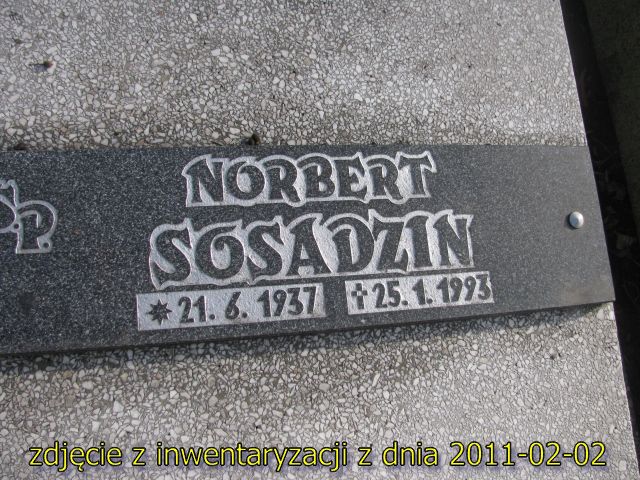 Ś.P.
NORBERT
SOSADZIN
21. 6. 1937 25. 1. 1993
zdjęcie z inwentaryzacji z dnia 2011-02-02